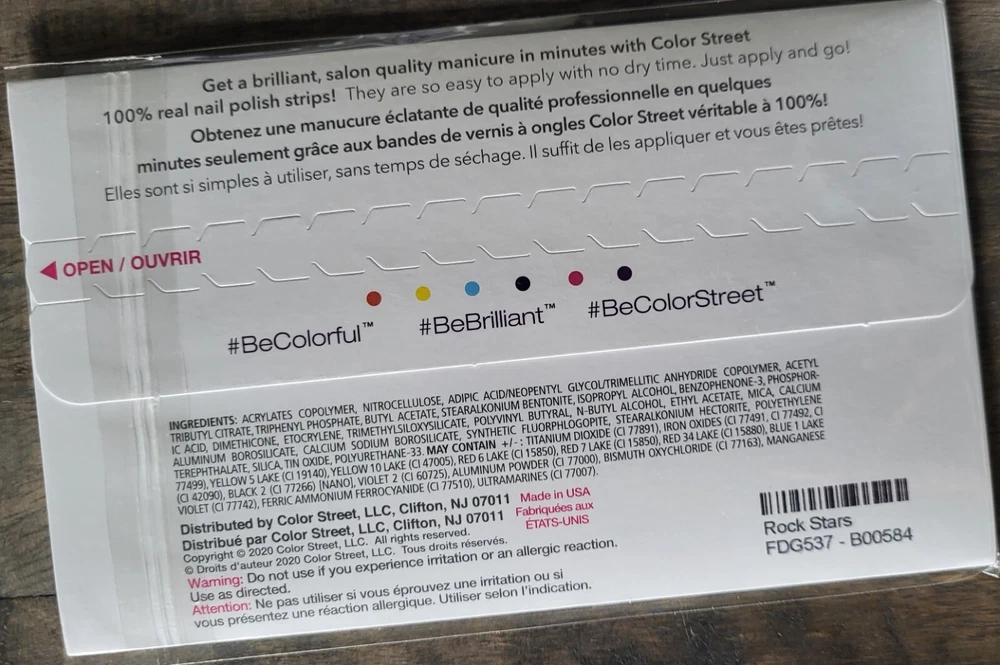 Get a brilliant, salon quality manicure in minutes with Color Street
100% real nail polish strips! They are so easy to apply with no dry time. Just apply and go!
Obtenez une manucure éclatante de qualité professionnelle en quelques
minutes seulement grâce aux bandes de vernis à ongles Color Street véritable à 100%!
Elles sont si simples à utiliser, sans temps de séchage. Il suffit de les appliquer et vous êtes prêtes!
OPEN / OUVRIR
#BeColorful™ #BeBrilliant™ #BeColorStreet™
INGREDIENTS: ACRYLATES COPOLYMER, NITROCELLULOSE, ADIPIC ACID/NEOPENTYL GLYCOL/TRIMELLITIC ANHYDRIDE COPOLYMER, ACETYL
TRIBUTYL CITRATE, TRIPHENYL PHOSPHATE, BUTYL ACETATE, STEARALKONIUM BENTONITE, ISOPROPYL ALCOHOL, BENZOPHENONE-3, PHOSPHOR-
IC ACID, DIMETHICONE, ETOCRYLENE, TRIMETHYLSILOXYSILICATE, POLYVINYL BUTYRAL, N-BUTYL ALCOHOL, ETHYL ACETATE, MICA, CALCIUM
ALUMINUM BOROSILICATE, CALCIUM SODIUM BOROSILICATE, SYNTHETIC FLUORPHLOGOPITE, STEARALKONIUM HECTORITE, POLYETHYLENE
TEREPHTHALATE, SILICA, TIN OXIDE, POLYURETHANE-33. MAY CONTAIN +/- : TITANIUM DIOXIDE (CI 77891), IRON OXIDES (CI 77491, CI 77492, CI
77499), YELLOW 5 LAKE (CI 19140), YELLOW 10 LAKE (CI 47005), RED 6 LAKE (CI 15850), RED 7 LAKE (CI 15850), RED 34 LAKE (CI 15880), BLUE 1 LAKE
(CI 42090), BLACK 2 (CI 77266) [NANO], VIOLET 2 (CI 60725), ALUMINUM POWDER (CI 77000), BISMUTH OXYCHLORIDE (CI 77163), MANGANESE
VIOLET (CI 77742), FERRIC AMMONIUM FERROCYANIDE (CI 77510), ULTRAMARINES (CI 77007).
Distributed by Color Street, LLC, Clifton, NJ 07011
Distribué par Color Street, LLC, Clifton, NJ 07011
Made in USA
Fabriquées aux
ÉTATS-UNIS
Copyright © 2020 Color Street, LLC. All rights reserved.
© Droits d'auteur 2020 Color Street, LLC. Tous droits réservés.
Warning: Do not use if you experience irritation or an allergic reaction.
Use as directed.
Attention: Ne pas utiliser si vous éprouvez une irritation ou si
vous présentez une réaction allergique. Utiliser selon l'indication.
Rock Stars
FDG537 - B00584